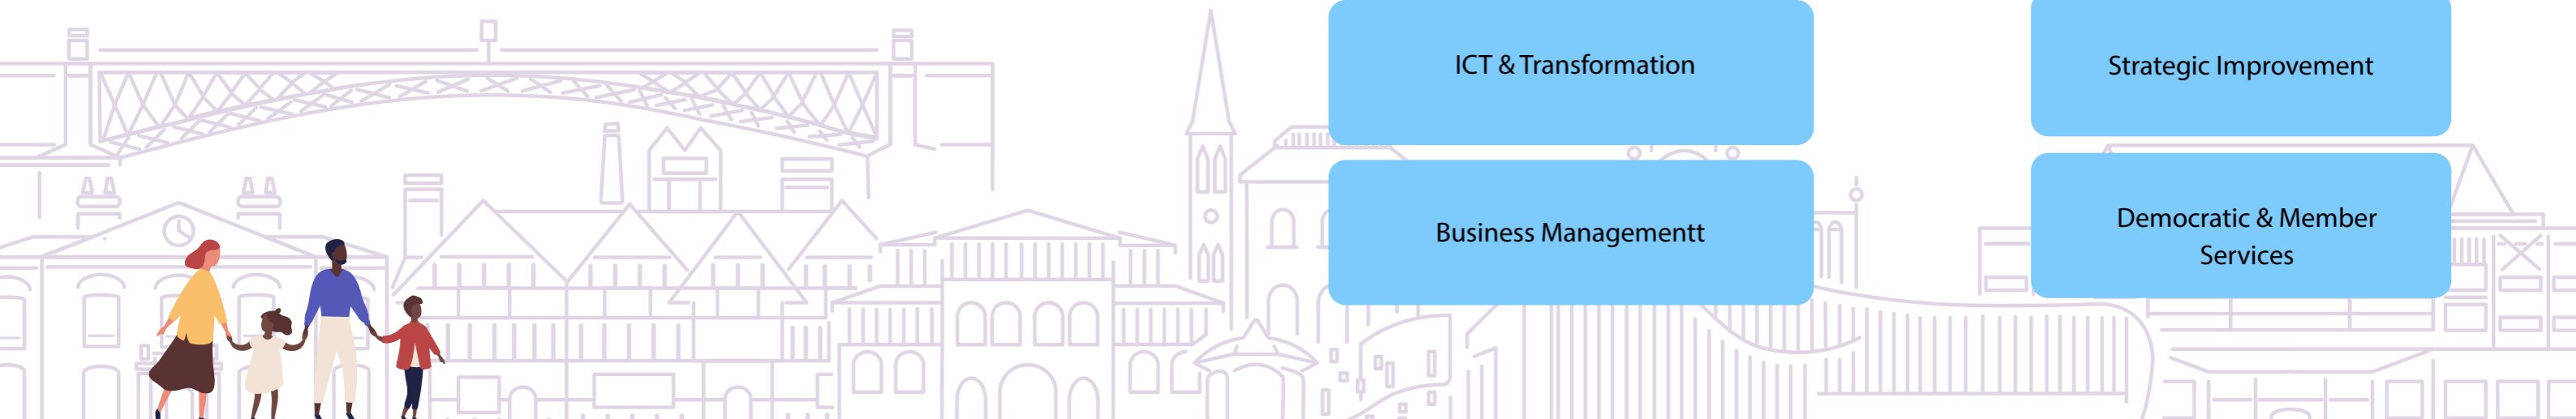 ICT & Transformation
Strategic Improvement
Business Managementt
Democratic & Member
Services